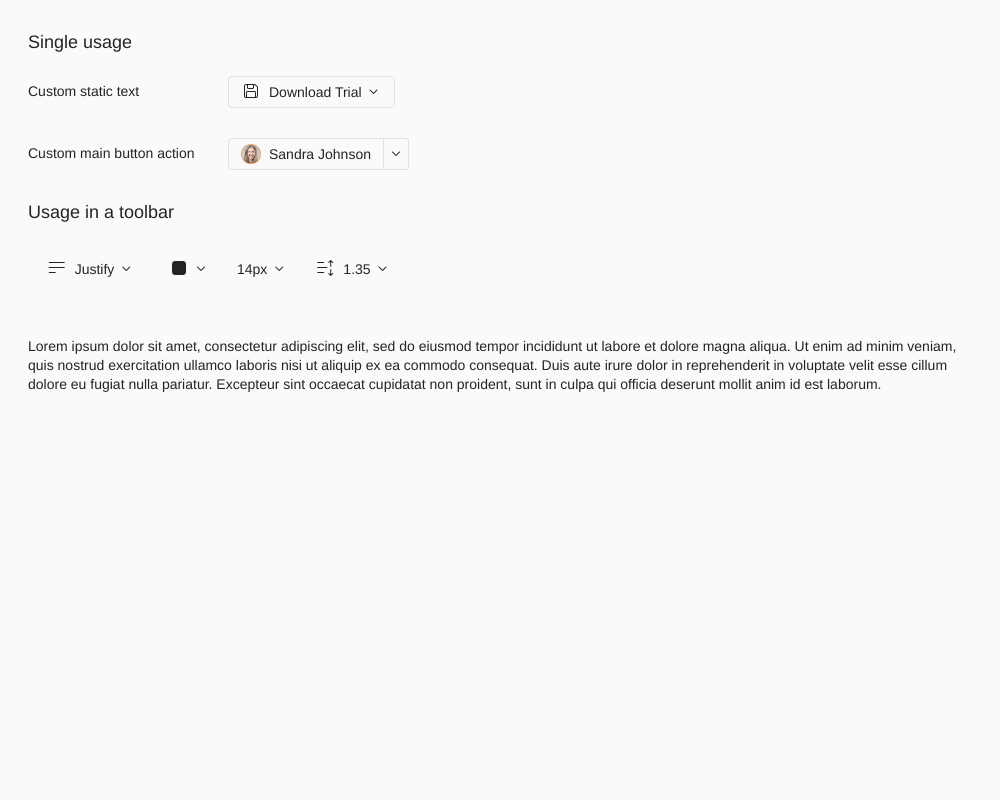 Single usage
Custom static text
Download Trial
Custom main button action
Sandra Johnson
Usage in a toolbar
Justify
14px
1.35
Lorem ipsum dolor sit amet, consectetur adipiscing elit, sed do eiusmod tempor incididunt ut labore et dolore magna aliqua. Ut enim ad minim veniam,
quis nostrud exercitation ullamco laboris nisi ut aliquip ex ea commodo consequat. Duis aute irure dolor in reprehenderit in voluptate velit esse cillum
dolore eu fugiat nulla pariatur. Excepteur sint occaecat cupidatat non proident, sunt in culpa qui officia deserunt mollit anim id est laborum.